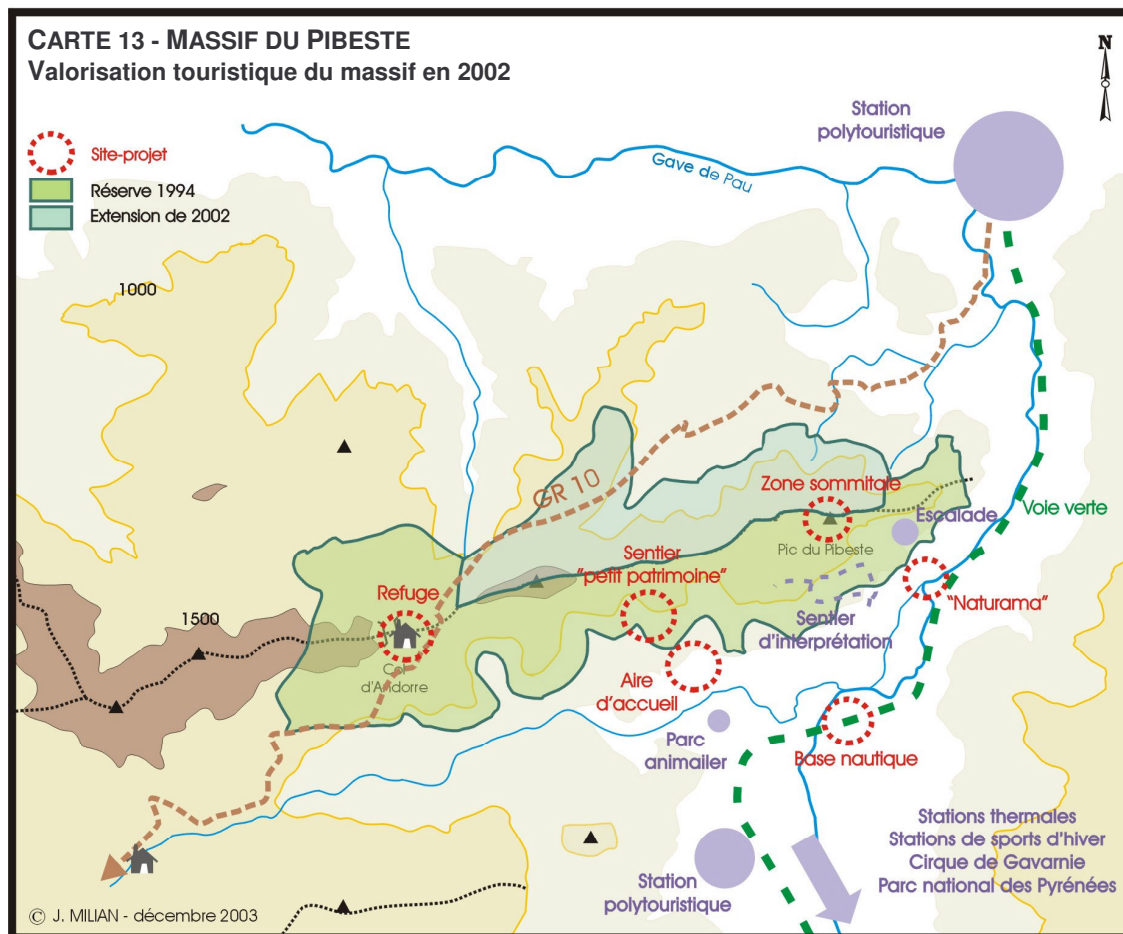 CARTE 13 - MASSIF DU PIBESTE
Valorisation touristique du massif en 2002
N
Station
polytouristique
Site-projet
Réserve 1994
Extension de 2002
Gave de Pau
1000
GR 10
Zone sommitale
Escalade
Voie verte
Pic du Pibeste
Sentier
"petit patrimoine"
Refuge
"Naturama"
Sentier
d'interprétation
1500
Col
d'Andorre
Aire
d'accueil
Parc
animailer
Base nautique
Stations thermales
Stations de sports d'hiver
Cirque de Gavarnie
Parc national des Pyrénées
Station
polytouristique
© J. MILIAN - décembre 2003